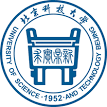 北京科技大学
UNIVERSITY OF SCIENCE AND TECHNOLOGY BEIJING
·1952·